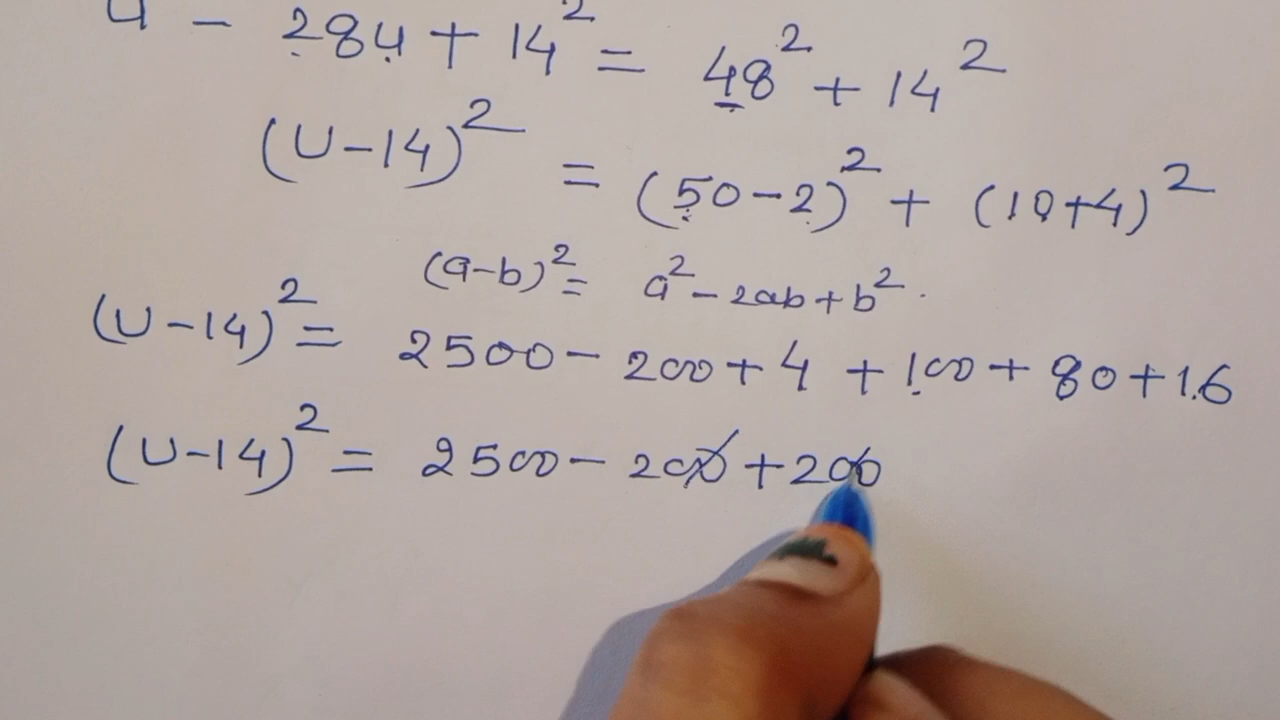 u - 28u + 14² = 48² + 14²
(U-14)² = (50-2)² + (10+4)²
(a-b)² = a² - 2ab + b².
(U-14)² = 2500 - 200 + 4 + 100 + 80 + 16
(U-14)² = 2500 - 200 + 200